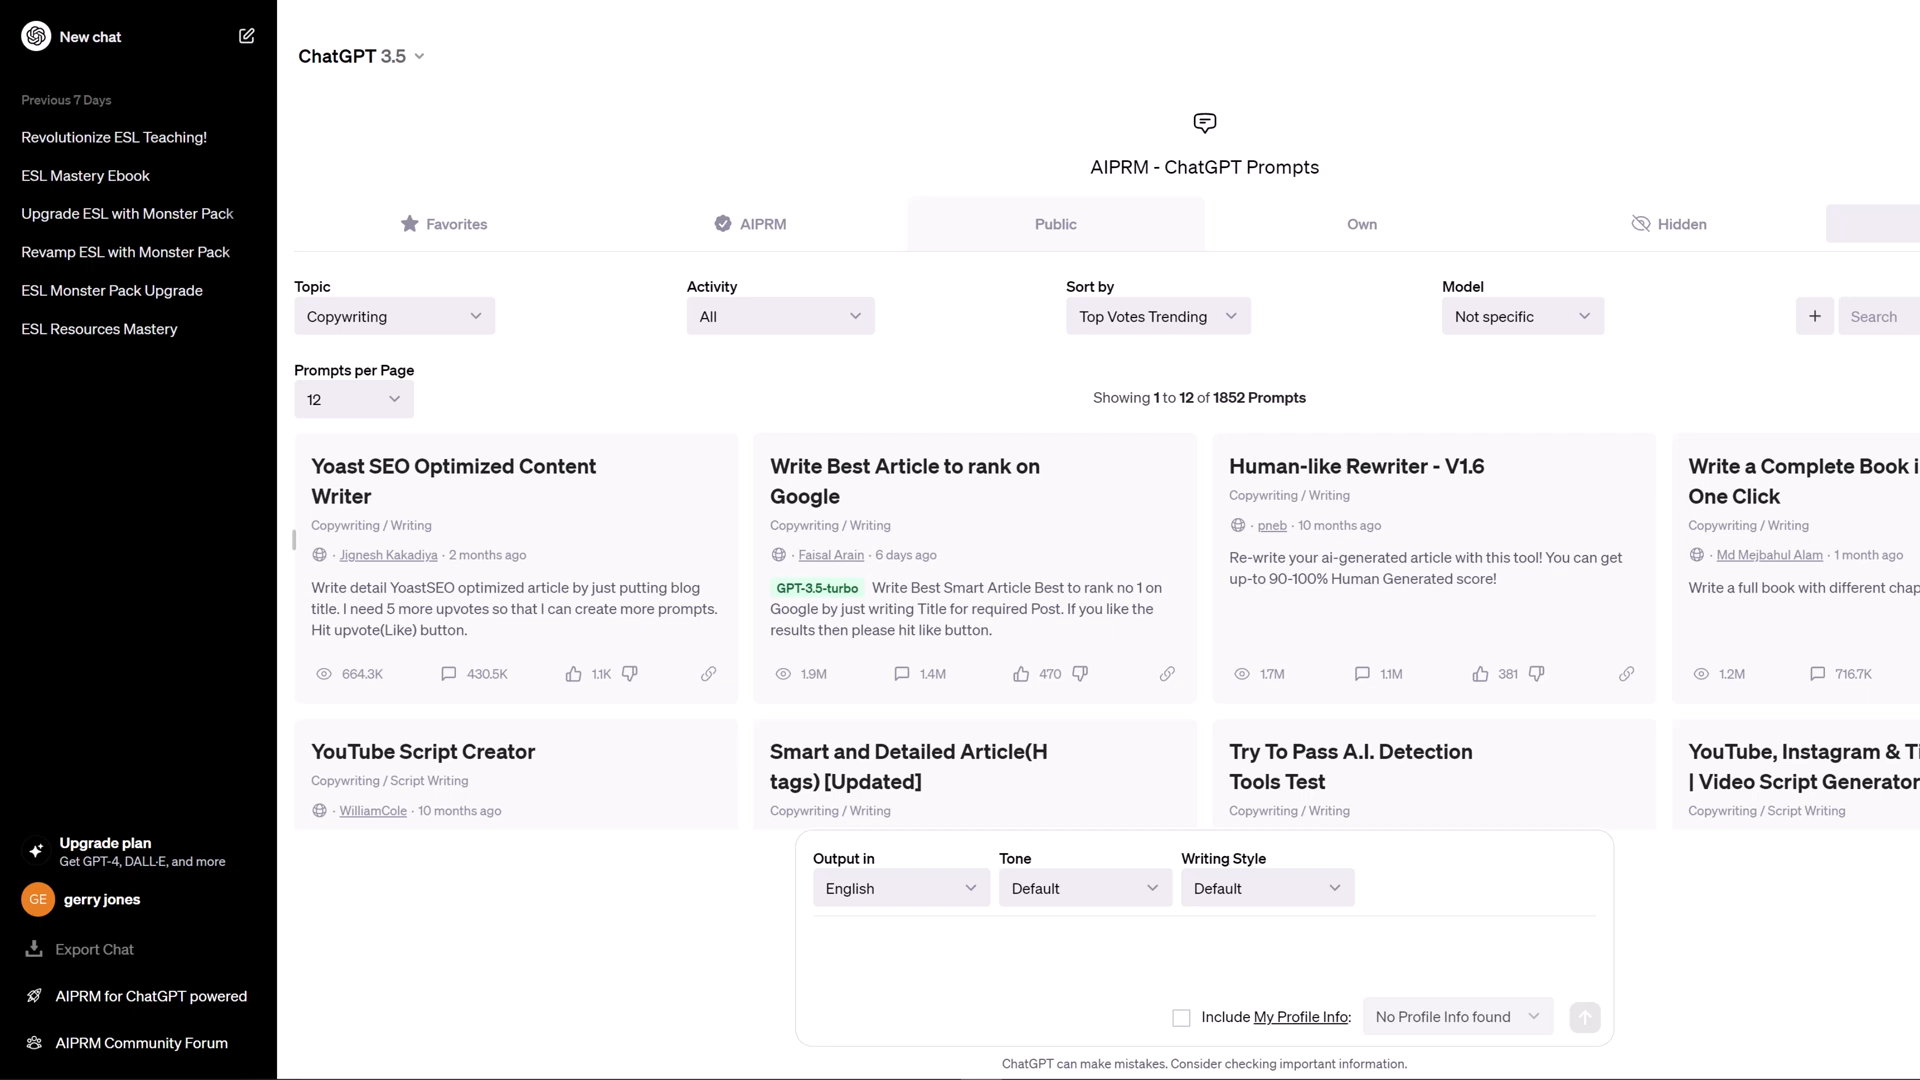 New chat
Previous 7 Days
Revolutionize ESL Teaching!
ESL Mastery Ebook
Upgrade ESL with Monster Pack
Revamp ESL with Monster Pack
ESL Monster Pack Upgrade
ESL Resources Mastery
Upgrade plan
Get GPT-4, DALL·E, and more
GE
gerry jones
Export Chat
AIPRM for ChatGPT powered
AIPRM Community Forum
ChatGPT 3.5
AIPRM - ChatGPT Prompts
Favorites
AIPRM
Public
Own
Hidden
Topic
Copywriting
Activity
All
Sort by
Top Votes Trending
Model
Not specific
+
Search
Prompts per Page
12
Showing 1 to 12 of 1852 Prompts
Yoast SEO Optimized Content
Writer
Copywriting / Writing
· Jignesh Kakadiya · 2 months ago
Write detail YoastSEO optimized article by just putting blog
title. I need 5 more upvotes so that I can create more prompts.
Hit upvote(Like) button.
664.3K
430.5K
1.1K
Write Best Article to rank on
Google
Copywriting / Writing
· Faisal Arain · 6 days ago
GPT-3.5-turbo Write Best Smart Article Best to rank no 1 on
Google by just writing Title for required Post. If you like the
results then please hit like button.
1.9M
1.4M
470
Human-like Rewriter - V1.6
Copywriting / Writing
· pneb · 10 months ago
Re-write your ai-generated article with this tool! You can get
up-to 90-100% Human Generated score!
1.7M
1.1M
381
Write a Complete Book i
One Click
Copywriting / Writing
· Md Mejbahul Alam · 1 month ago
Write a full book with different chap
1.2M
716.7K
YouTube Script Creator
Copywriting / Script Writing
· WilliamCole · 10 months ago
Smart and Detailed Article(H
tags) [Updated]
Copywriting / Writing
Try To Pass A.I. Detection
Tools Test
Copywriting / Writing
YouTube, Instagram & Ti
| Video Script Generator
Copywriting / Script Writing
Output in
English
Tone
Default
Writing Style
Default
Include My Profile Info:
No Profile Info found
ChatGPT can make mistakes. Consider checking important information.